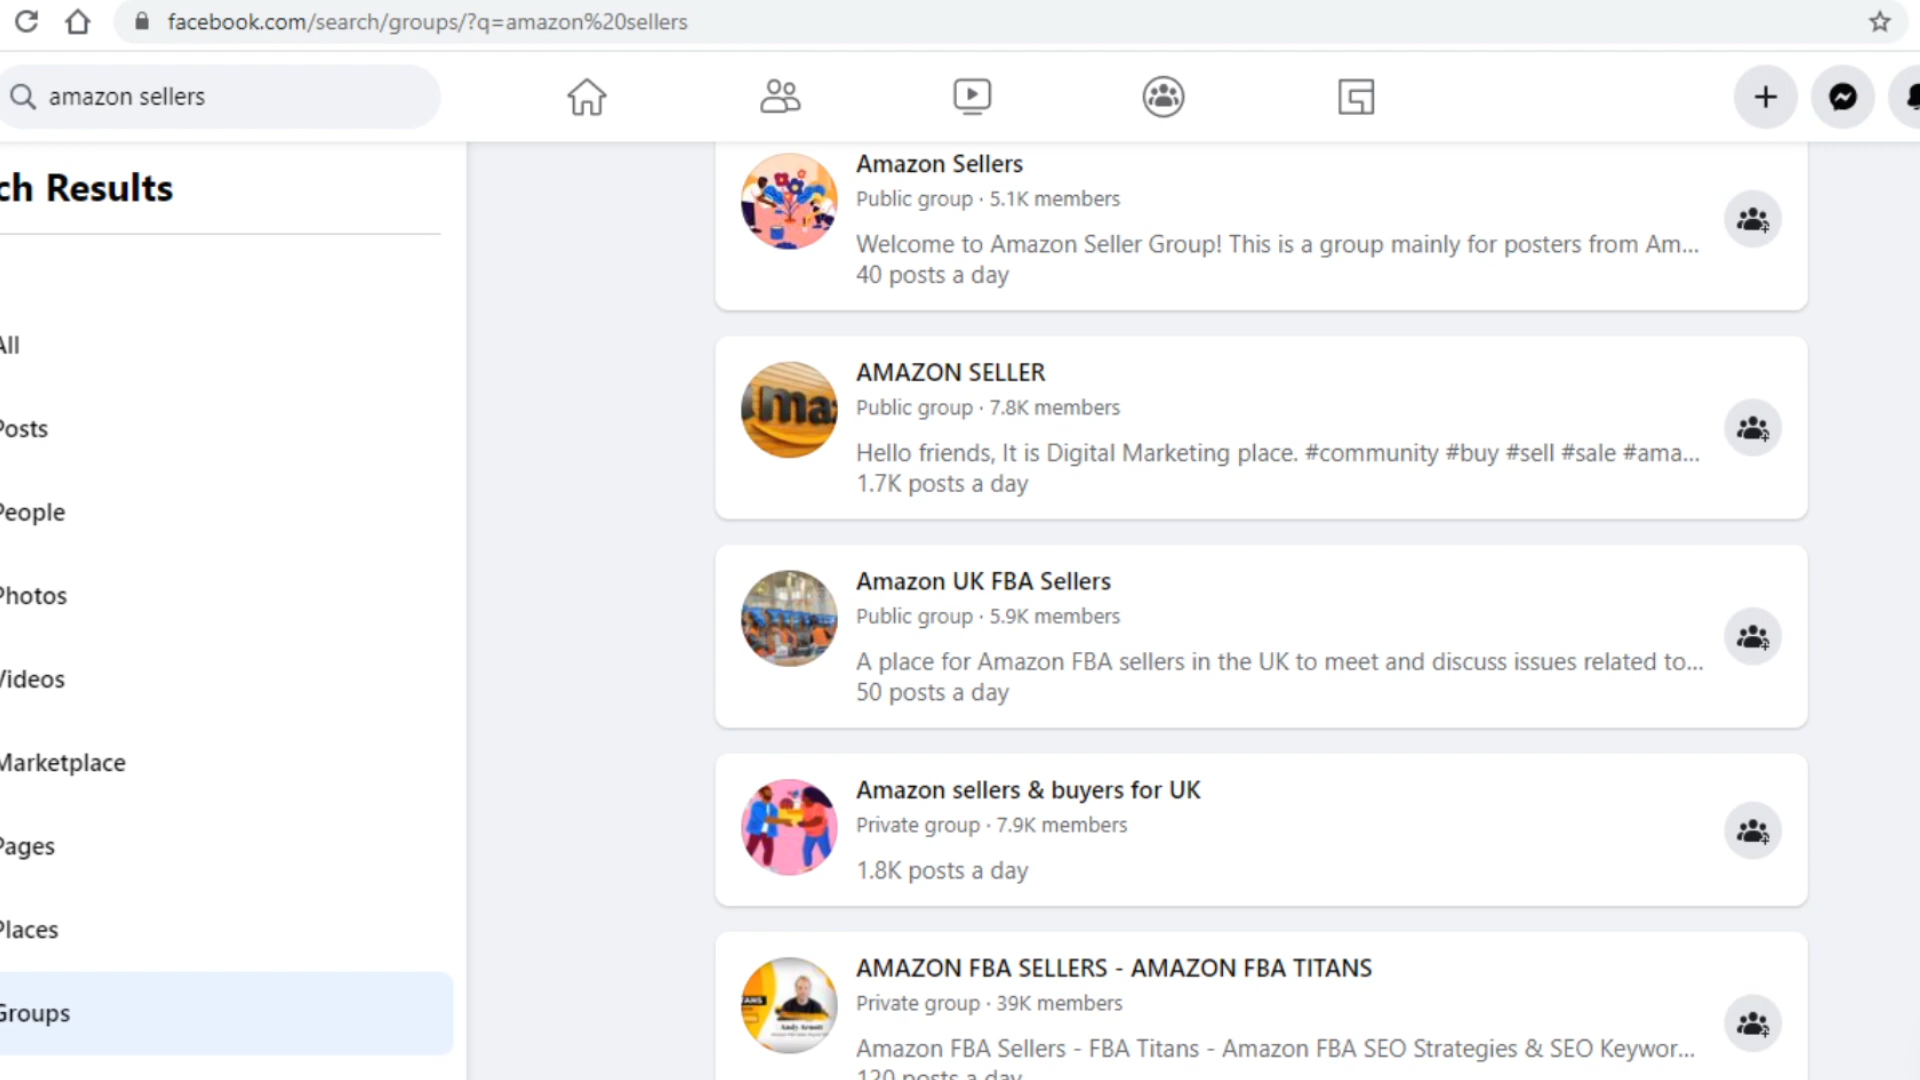 facebook.com/search/groups/?q=amazon%20sellers
amazon sellers
ch Results
All
Posts
People
Photos
Videos
Marketplace
Pages
Places
Groups
Amazon Sellers
Public group · 5.1K members
Welcome to Amazon Seller Group! This is a group mainly for posters from Am...
40 posts a day
AMAZON SELLER
Public group · 7.8K members
Hello friends, It is Digital Marketing place. #community #buy #sell #sale #ama...
1.7K posts a day
Amazon UK FBA Sellers
Public group · 5.9K members
A place for Amazon FBA sellers in the UK to meet and discuss issues related to...
50 posts a day
Amazon sellers & buyers for UK
Private group · 7.9K members
1.8K posts a day
AMAZON FBA SELLERS - AMAZON FBA TITANS
Private group · 39K members
Amazon FBA Sellers - FBA Titans - Amazon FBA SEO Strategies & SEO Keywor...
120 posts a day